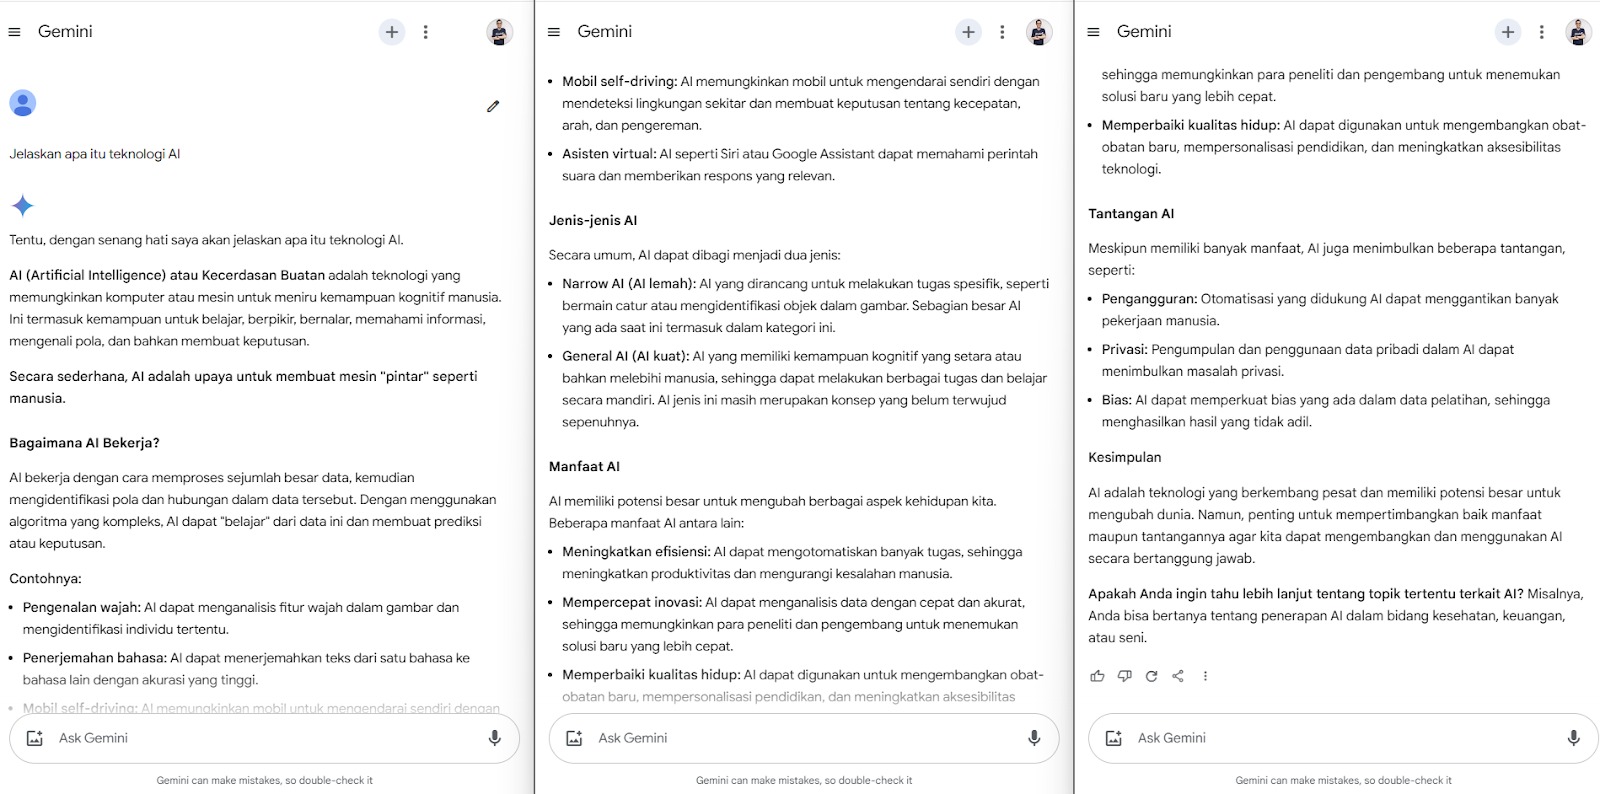 Gemini
Jelaskan apa itu teknologi AI
Tentu, dengan senang hati saya akan jelaskan apa itu teknologi AI.
AI (Artificial Intelligence) atau Kecerdasan Buatan adalah teknologi yang
memungkinkan komputer atau mesin untuk meniru kemampuan kognitif manusia.
Ini termasuk kemampuan untuk belajar, berpikir, bernalar, memahami informasi,
mengenali pola, dan bahkan membuat keputusan.
Secara sederhana, AI adalah upaya untuk membuat mesin "pintar" seperti
manusia.
Bagaimana AI Bekerja?
AI bekerja dengan cara memproses sejumlah besar data, kemudian
mengidentifikasi pola dan hubungan dalam data tersebut. Dengan menggunakan
algoritma yang kompleks, AI dapat "belajar" dari data ini dan membuat prediksi
atau keputusan.
Contohnya:
• Pengenalan wajah: AI dapat menganalisis fitur wajah dalam gambar dan
mengidentifikasi individu tertentu.
• Penerjemahan bahasa: AI dapat menerjemahkan teks dari satu bahasa ke
bahasa lain dengan akurasi yang tinggi.
• Mobil self-driving: AI memungkinkan mobil untuk mengendarai sendiri dengan
Ask Gemini
Gemini can make mistakes, so double-check it
Gemini
• Mobil self-driving: AI memungkinkan mobil untuk mengendarai sendiri dengan
mendeteksi lingkungan sekitar dan membuat keputusan tentang kecepatan,
arah, dan pengereman.
• Asisten virtual: AI seperti Siri atau Google Assistant dapat memahami perintah
suara dan memberikan respons yang relevan.
Jenis-jenis AI
Secara umum, AI dapat dibagi menjadi dua jenis:
• Narrow AI (AI lemah): AI yang dirancang untuk melakukan tugas spesifik, seperti
bermain catur atau mengidentifikasi objek dalam gambar. Sebagian besar AI
yang ada saat ini termasuk dalam kategori ini.
• General AI (AI kuat): AI yang memiliki kemampuan kognitif yang setara atau
bahkan melebihi manusia, sehingga dapat melakukan berbagai tugas dan belajar
secara mandiri. AI jenis ini masih merupakan konsep yang belum terwujud
sepenuhnya.
Manfaat AI
AI memiliki potensi besar untuk mengubah berbagai aspek kehidupan kita.
Beberapa manfaat AI antara lain:
• Meningkatkan efisiensi: AI dapat mengotomatiskan banyak tugas, sehingga
meningkatkan produktivitas dan mengurangi kesalahan manusia.
• Mempercepat inovasi: AI dapat menganalisis data dengan cepat dan akurat,
sehingga memungkinkan para peneliti dan pengembang untuk menemukan
solusi baru yang lebih cepat.
• Memperbaiki kualitas hidup: AI dapat digunakan untuk mengembangkan obat-
obatan baru, mempersonalisasi pendidikan, dan meningkatkan aksesibilitas
Ask Gemini
Gemini can make mistakes, so double-check it
Gemini
sehingga memungkinkan para peneliti dan pengembang untuk menemukan
solusi baru yang lebih cepat.
• Memperbaiki kualitas hidup: AI dapat digunakan untuk mengembangkan obat-
obatan baru, mempersonalisasi pendidikan, dan meningkatkan aksesibilitas
teknologi.
Tantangan AI
Meskipun memiliki banyak manfaat, AI juga menimbulkan beberapa tantangan,
seperti:
• Pengangguran: Otomatisasi yang didukung AI dapat menggantikan banyak
pekerjaan manusia.
• Privasi: Pengumpulan dan penggunaan data pribadi dalam AI dapat
menimbulkan masalah privasi.
• Bias: AI dapat memperkuat bias yang ada dalam data pelatihan, sehingga
menghasilkan hasil yang tidak adil.
Kesimpulan
AI adalah teknologi yang berkembang pesat dan memiliki potensi besar untuk
mengubah dunia. Namun, penting untuk mempertimbangkan baik manfaat
maupun tantangannya agar kita dapat mengembangkan dan menggunakan AI
secara bertanggung jawab.
Apakah Anda ingin tahu lebih lanjut tentang topik tertentu terkait AI? Misalnya,
Anda bisa bertanya tentang penerapan AI dalam bidang kesehatan, keuangan,
atau seni.
Ask Gemini
Gemini can make mistakes, so double-check it